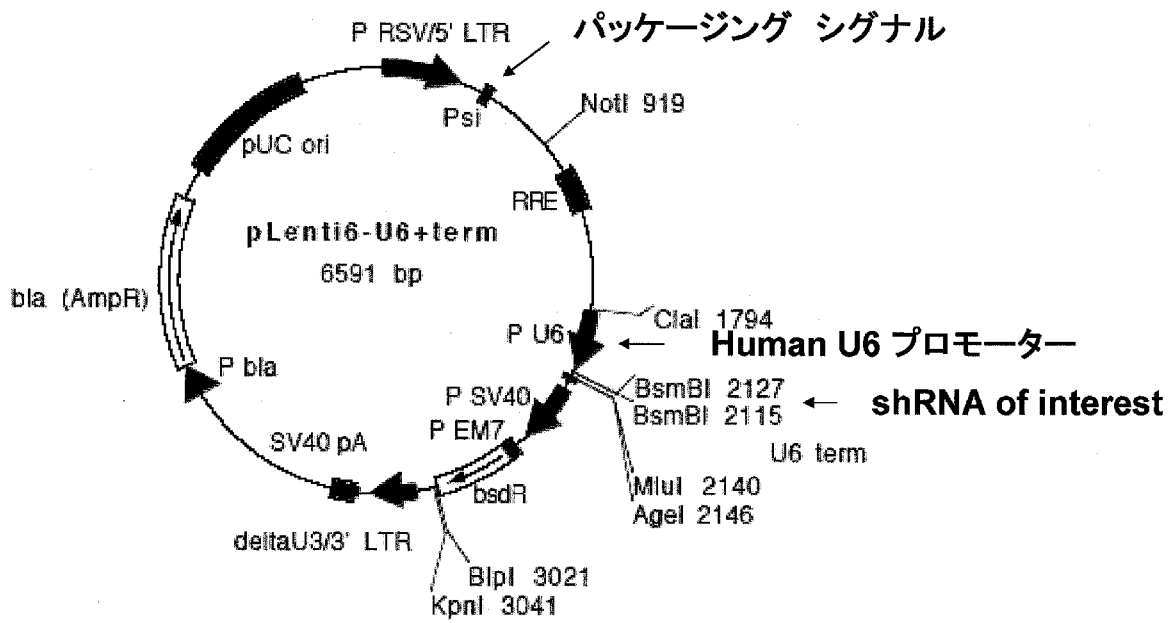 P RSV/5' LTR
パッケージング シグナル
Psi
NotI 919
pUC ori
RRE
pLenti6-U6+term
6591 bp
bla (AmpR)
ClaI 1794
P U6
Human U6 プロモーター
P bla
BsmBI 2127
P SV40
BsmBI 2115
shRNA of interest
P EM7
SV40 pA
U6 term
bsdR
MluI 2140
AgeI 2146
deltaU3/3' LTR
BlpI 3021
KpnI 3041